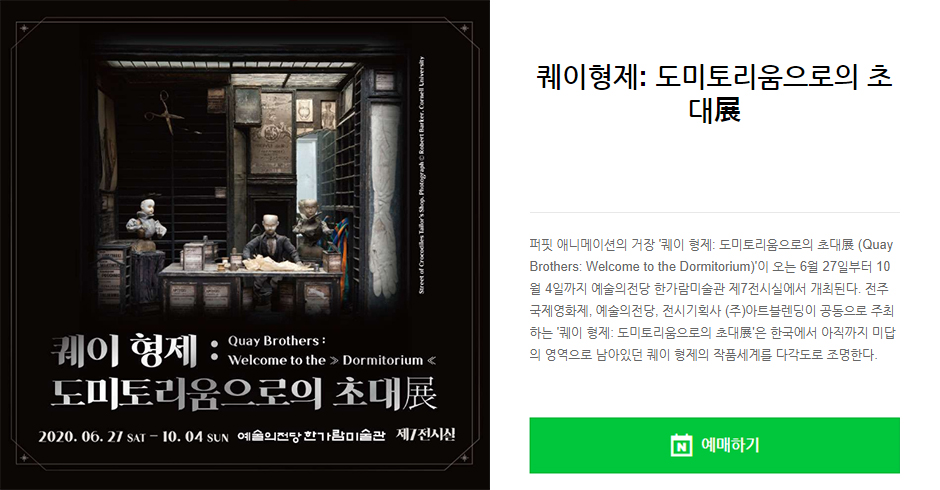 Street of Crocodiles Tailor's Shop, Photograph © Robert Barker, Cornell University
퀘이 형제 :
Quay Brothers :
Welcome to the » Dormitorium «
도미토리움으로의 초대展
2020. 06. 27 SAT – 10. 04 SUN 예술의전당 한가람미술관 제7전시실
퀘이형제: 도미토리움으로의 초
대展
퍼핏 애니메이션의 거장 '퀘이 형제: 도미토리움으로의 초대展 (Quay
Brothers: Welcome to the Dormitorium)'이 오는 6월 27일부터 10
월 4일까지 예술의전당 한가람미술관 제7전시실에서 개최된다. 전주
국제영화제, 예술의전당, 전시기획사 (주)아트블렌딩이 공동으로 주최
하는 '퀘이 형제: 도미토리움으로의 초대展'은 한국에서 아직까지 미답
의 영역으로 남아있던 퀘이 형제의 작품세계를 다각도로 조명한다.
N 예매하기